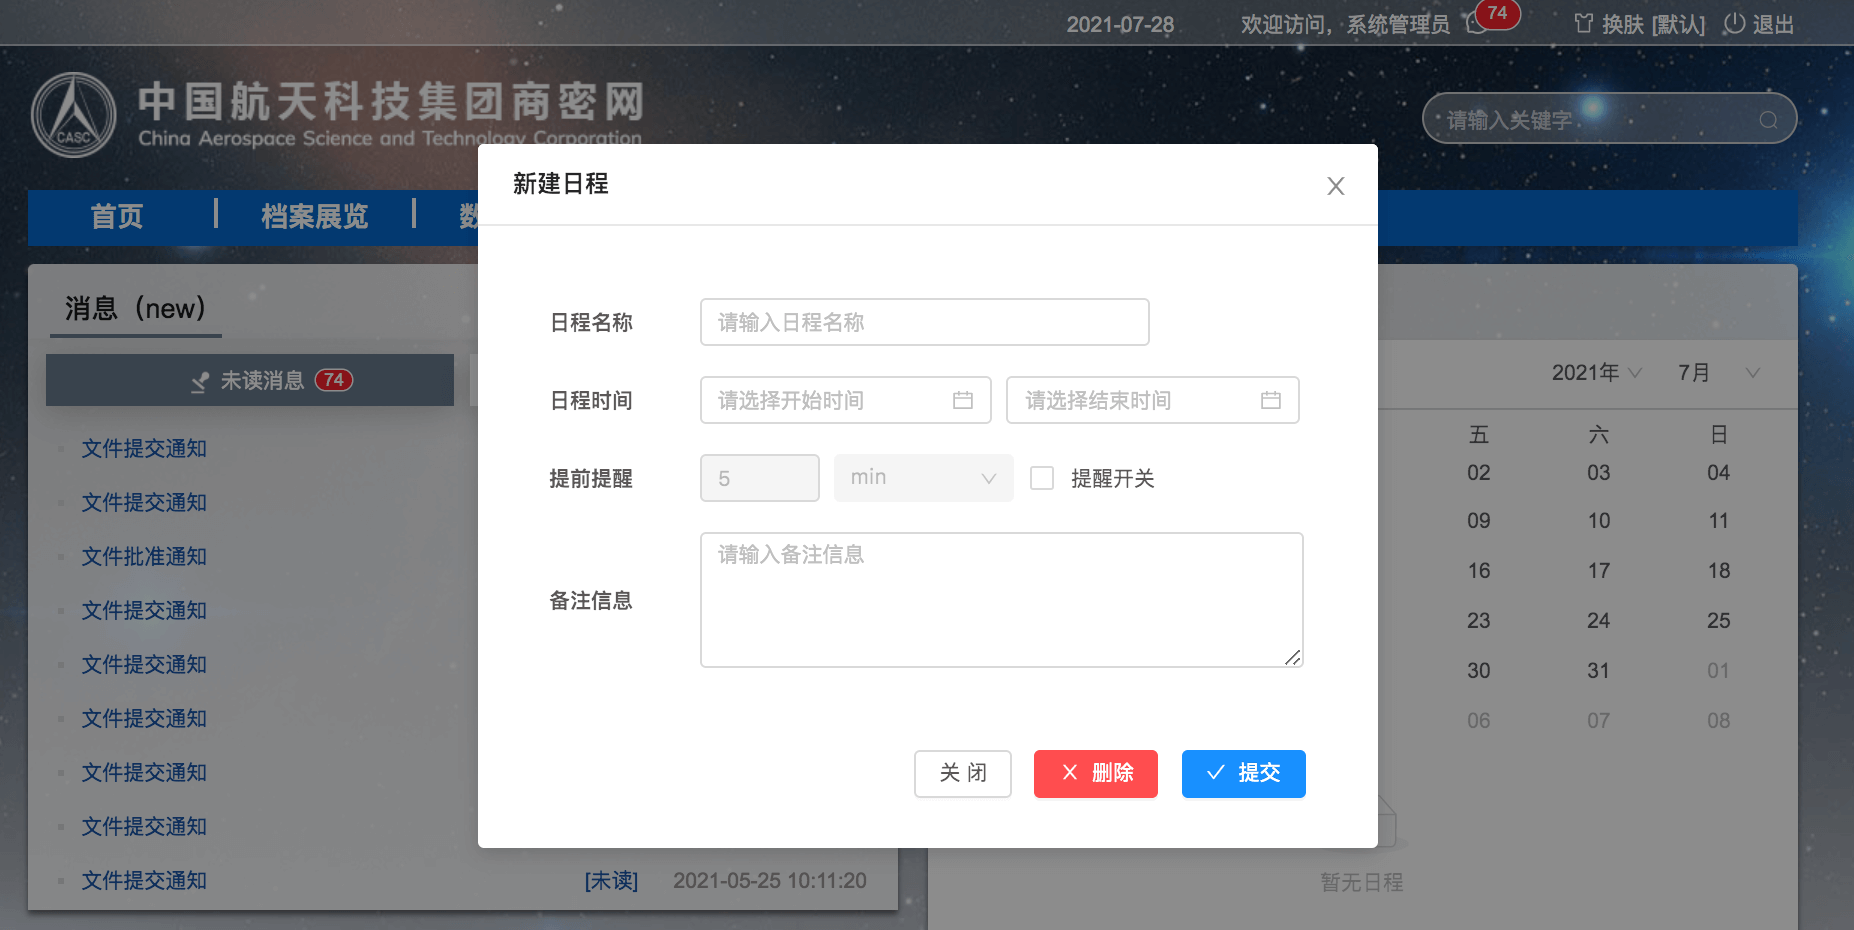 2021-07-28 欢迎访问，系统管理员 74 换肤 [默认] 退出
中国航天科技集团商密网
CASC
China Aerospace Science and Technology Corporation
请输入关键字
首页 档案展览 数
新建日程
消息（new）
未读消息 74
文件提交通知
文件提交通知
文件批准通知
文件提交通知
文件提交通知
文件提交通知
文件提交通知
文件提交通知
文件提交通知 [未读] 2021-05-25 10:11:20
日程名称 请输入日程名称
日程时间 请选择开始时间 请选择结束时间
提前提醒 5 min 提醒开关
备注信息 请输入备注信息
关 闭 删除 提交
2021年 7月
五 六 日
02 03 04
09 10 11
16 17 18
23 24 25
30 31 01
06 07 08
暂无日程